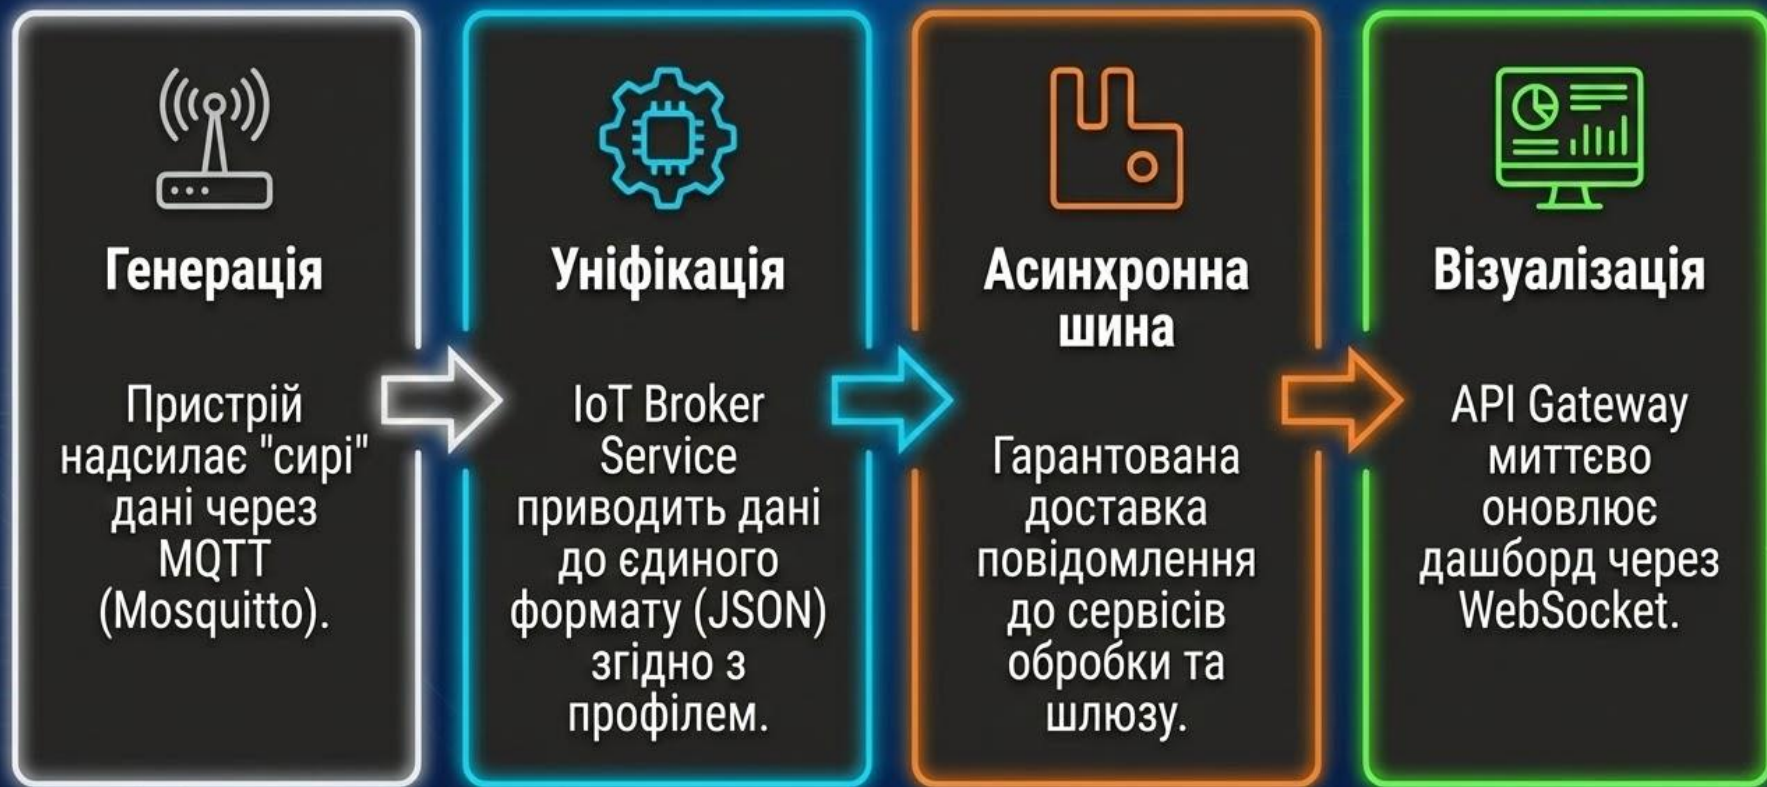 Генерація
Пристрій
надсилає "сирі"
дані через
MQTT
(Mosquitto).
Уніфікація
IoT Broker
Service
приводить дані
до єдиного
формату (JSON)
згідно з
профілем.
Асинхронна
шина
Гарантована
доставка
повідомлення
до сервісів
обробки та
шлюзу.
Візуалізація
API Gateway
миттєво
оновлює
дашборд через
WebSocket.